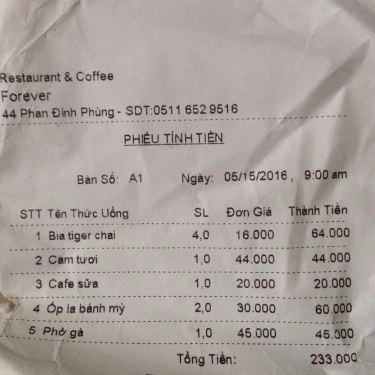 Restaurant & Coffee
Forever
44 Phan Đình Phùng - SDT:0511 652 9516
PHIẾU TÍNH TIỀN
Bàn Số: A1 Ngày: 05/15/2016 , 9:00 am
STT Tên Thức Uống SL Đơn Giá Thành Tiền
1 Bia tiger chai 4,0 16.000 64.000
2 Cam tươi 1,0 44.000 44.000
3 Cafe sữa 1,0 20.000 20.000
4 Ốp la bánh mỳ 2,0 30.000 60.000
5 Phở gà 1,0 45.000 45.000
Tổng Tiền: 233.000